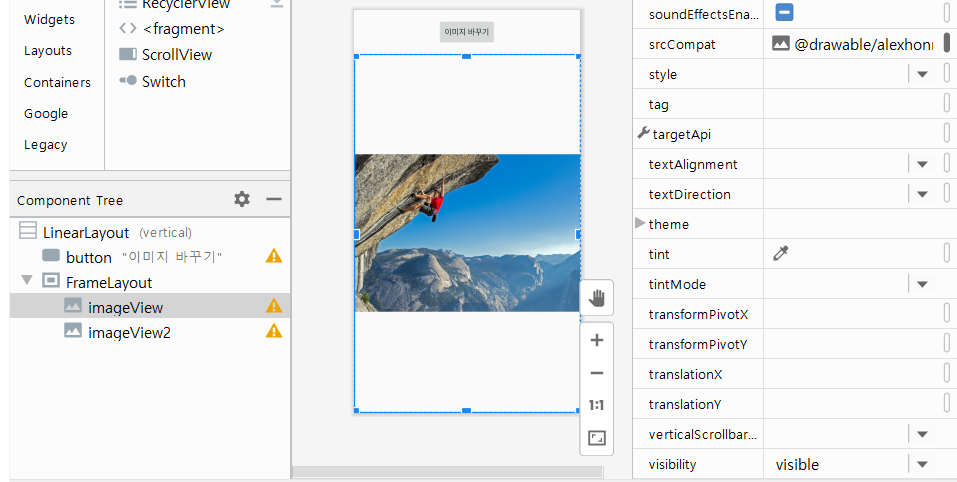 RecyclerView
Widgets
<fragment>
Layouts
ScrollView
Containers
Switch
Google
Legacy
Component Tree
LinearLayout (vertical)
button "이미지 바꾸기"
FrameLayout
imageView
imageView2
이미지 바꾸기
1:1
soundEffectsEna...
srcCompat @drawable/alexhon
style
tag
targetApi
textAlignment
textDirection
theme
tint
tintMode
transformPivotX
transformPivotY
translationX
translationY
verticalScrollbar...
visibility visible